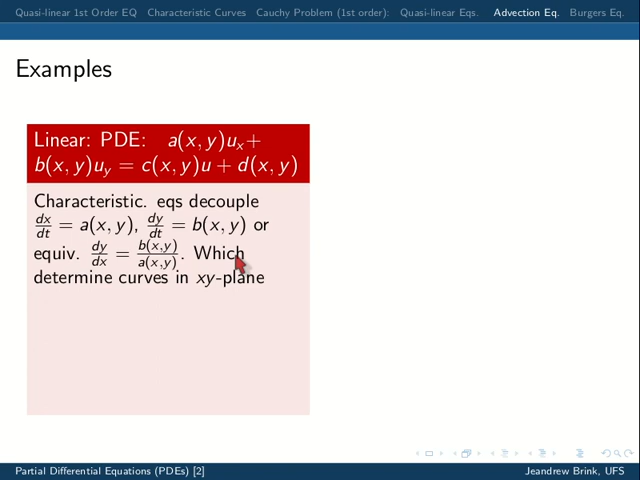 Quasi-linear 1st Order EQ Characteristic Curves Cauchy Problem (1st order): Quasi-linear Eqs. Advection Eq. Burgers Eq.
Examples
Linear: PDE: a(x, y)u_x+
b(x, y)u_y = c(x, y)u + d(x, y)
Characteristic. eqs decouple
dx/dt = a(x, y), dy/dt = b(x, y) or
equiv. dy/dx = b(x,y)/a(x,y). Which
determine curves in xy-plane
Partial Differential Equations (PDEs) [2] Jeandrew Brink, UFS